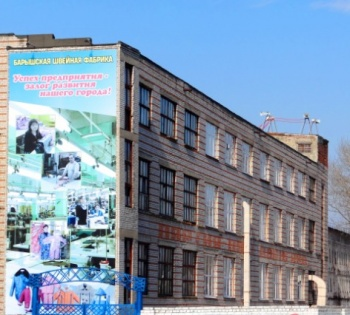 БАРЫШСКАЯ ШВЕЙНАЯ ФАБРИКА
Успех предприятия-
залог развития
нашего города!